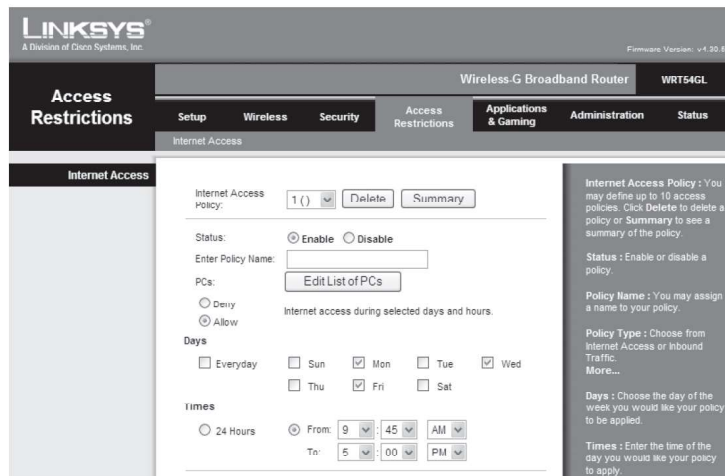 LINKSYS®
A Division of Cisco Systems, Inc.
Firmware Version: v4.30.8
Wireless-G Broadband Router WRT54GL
Access Restrictions
Setup Wireless Security Access Restrictions Applications & Gaming Administration Status
Internet Access
Internet Access
Internet Access Policy: 1 () Delete Summary
Status: Enable Disable
Enter Policy Name:
PCs: Edit List of PCs
Deny
Allow
Internet access during selected days and hours.
Days
Everyday Sun Mon Tue Wed
Thu Fri Sat
Times
24 Hours From: 9 : 45 AM
To: 5 : 00 PM
Internet Access Policy : You
may define up to 10 access
policies. Click Delete to delete a
policy or Summary to see a
summary of the policy.
Status : Enable or disable a
policy.
Policy Name : You may assign
a name to your policy.
Policy Type : Choose from
Internet Access or Inbound
Traffic.
More...
Days : Choose the day of the
week you would like your policy
to be applied.
Times : Enter the time of the
day you would like your policy
to apply.